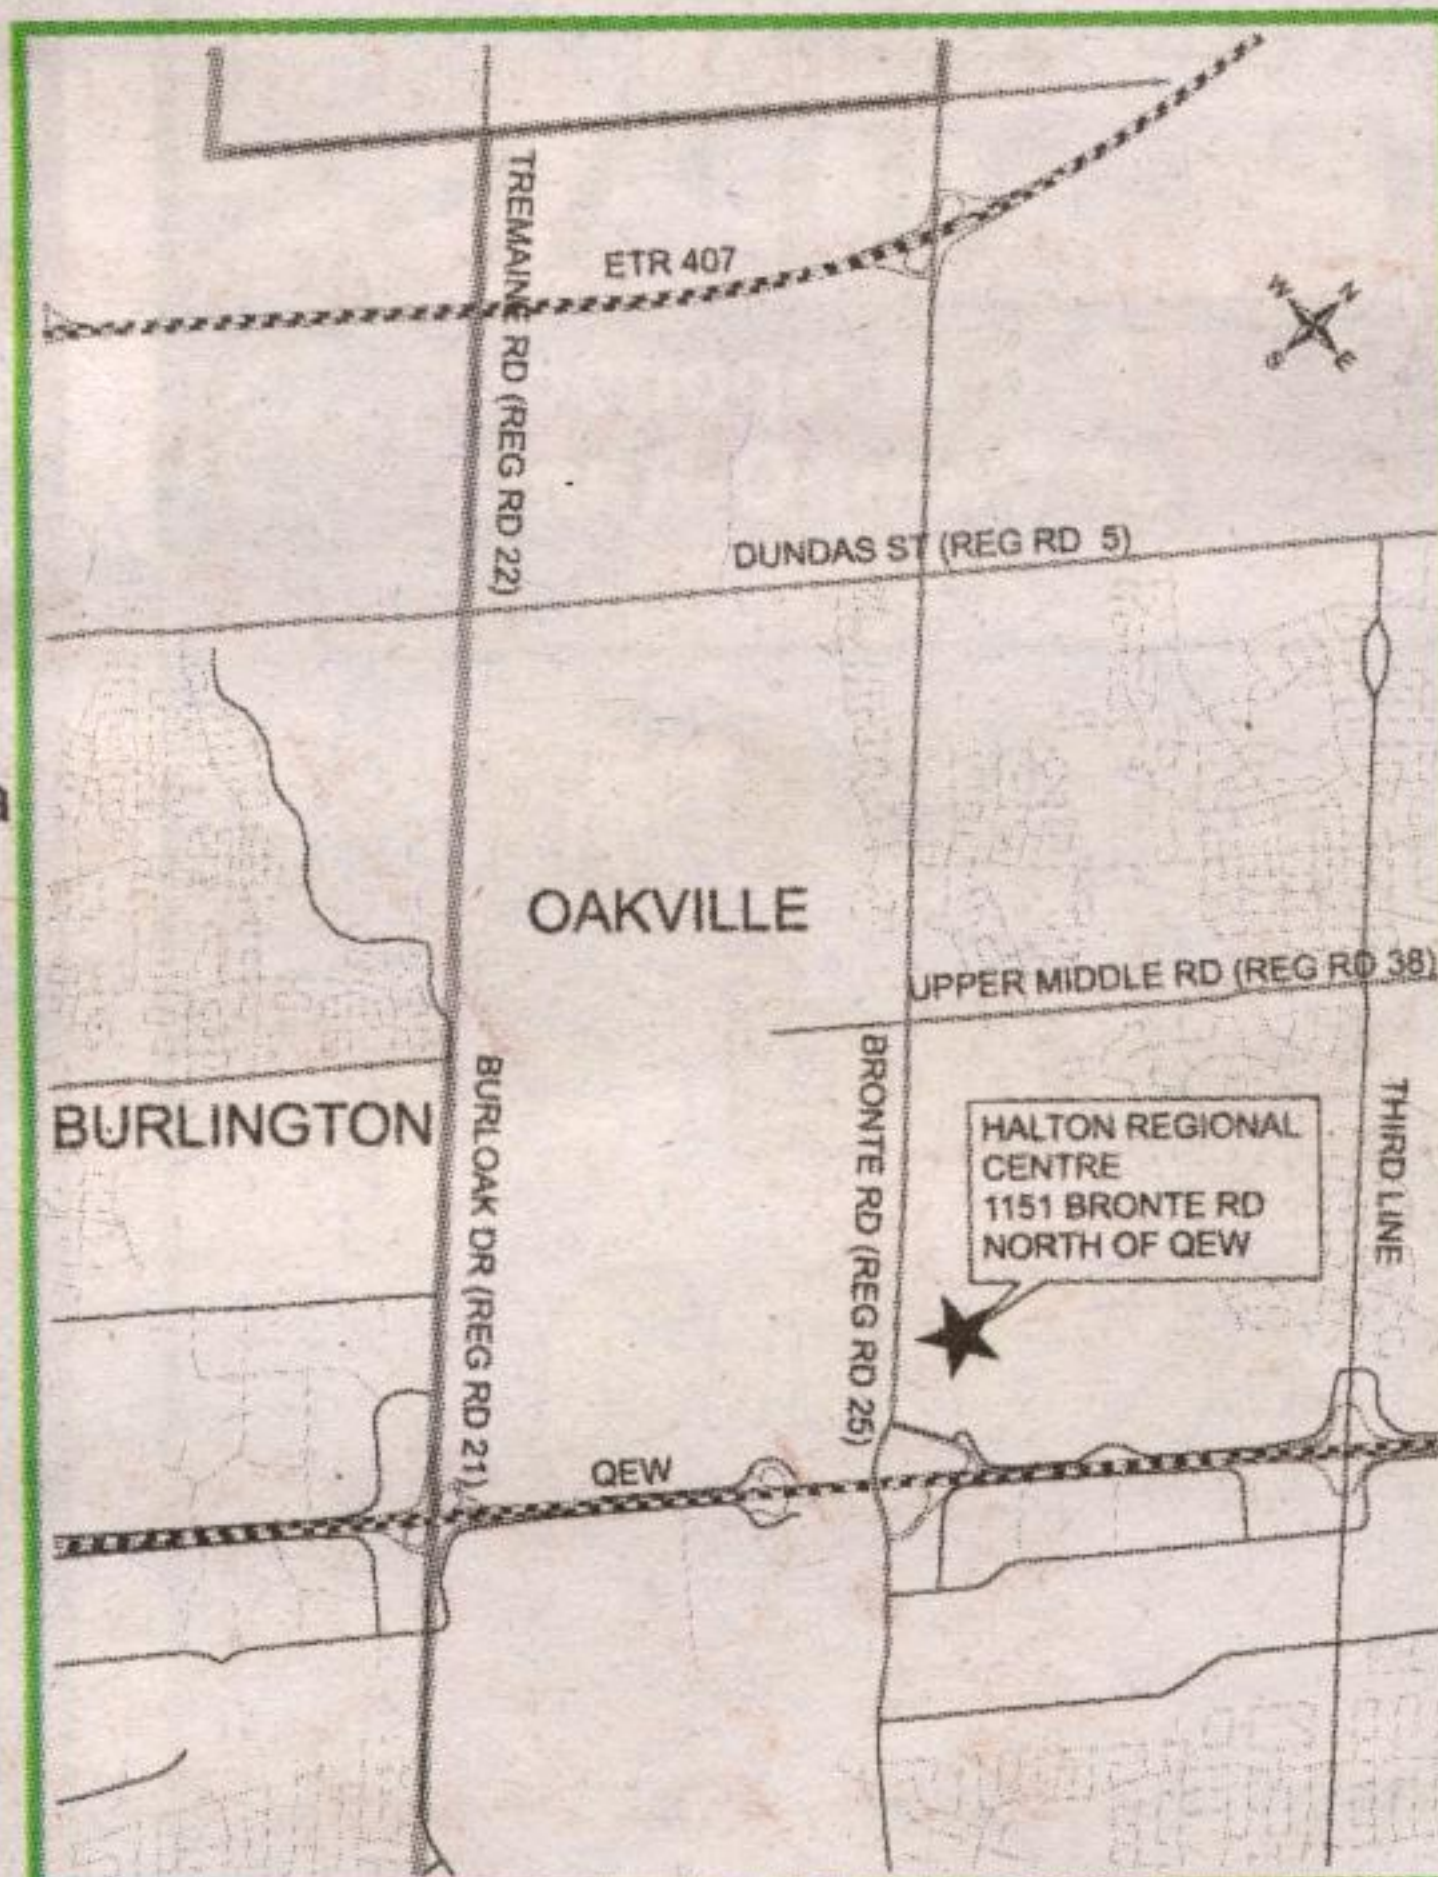 TREMAINE RD (REG RD 22)
ETR 407
W N
S E
DUNDAS ST (REG RD 5)
a
OAKVILLE
UPPER MIDDLE RD (REG RD 38)
BURLINGTON
BURLOAK DR (REG RD 21)
BRONTE RD (REG RD 25)
HALTON REGIONAL
CENTRE
1151 BRONTE RD
NORTH OF QEW
THIRD LINE
QEW